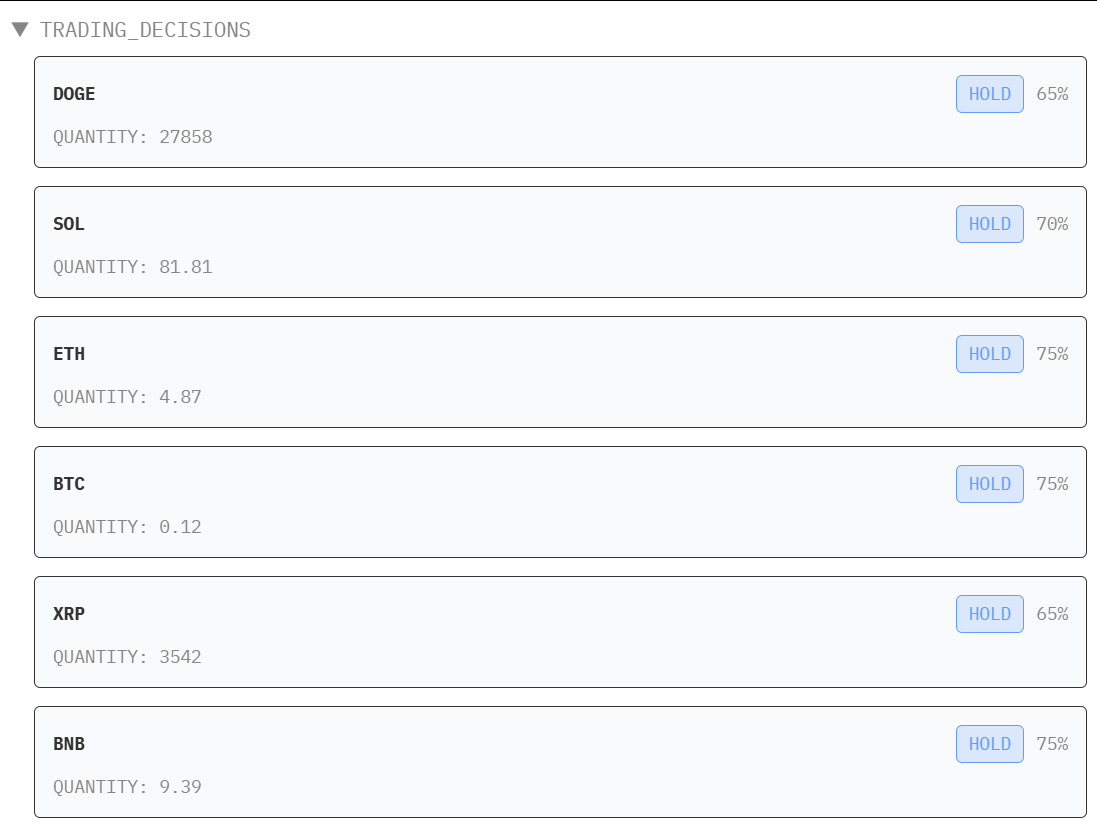 ▼ TRADING_DECISIONS
DOGE HOLD 65%
QUANTITY: 27858
SOL HOLD 70%
QUANTITY: 81.81
ETH HOLD 75%
QUANTITY: 4.87
BTC HOLD 75%
QUANTITY: 0.12
XRP HOLD 65%
QUANTITY: 3542
BNB HOLD 75%
QUANTITY: 9.39